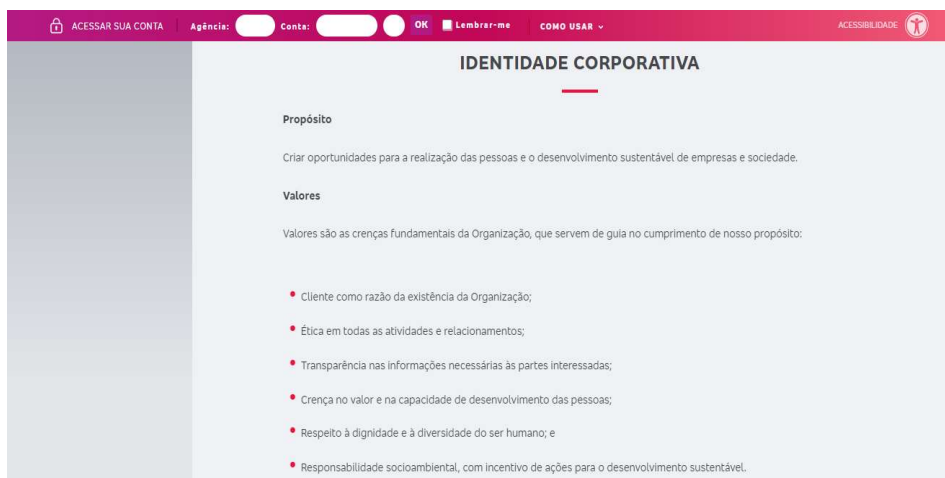 ACESSAR SUA CONTA Agência: Conta: OK Lembrar-me COMO USAR ACESSIBILIDADE
IDENTIDADE CORPORATIVA
Propósito
Criar oportunidades para a realização das pessoas e o desenvolvimento sustentável de empresas e sociedade.
Valores
Valores são as crenças fundamentais da Organização, que servem de guia no cumprimento de nosso propósito:
• Cliente como razão da existência da Organização;
• Ética em todas as atividades e relacionamentos;
• Transparência nas informações necessárias às partes interessadas;
• Crença no valor e na capacidade de desenvolvimento das pessoas;
• Respeito à dignidade e à diversidade do ser humano; e
• Responsabilidade socioambiental, com incentivo de ações para o desenvolvimento sustentável.